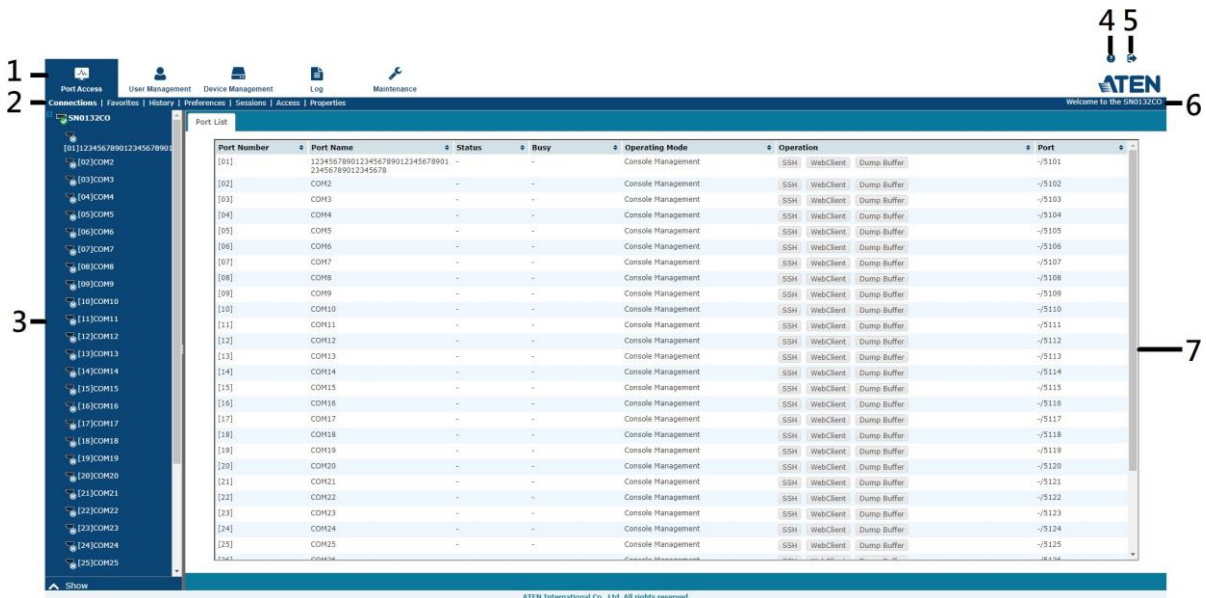 4 5
1
Port Access User Management Device Management Log Maintenance
ATEN
2
Connections | Favorites | History | Preferences | Sessions | Access | Properties
Welcome to the SN0132CO
6
SN0132CO
[01]12345678901234567890​1
[02]COM2
[03]COM3
[04]COM4
[05]COM5
[06]COM6
[07]COM7
[08]COM8
[09]COM9
[10]COM10
3
[11]COM11
[12]COM12
[13]COM13
[14]COM14
[15]COM15
[16]COM16
[17]COM17
[18]COM18
[19]COM19
[20]COM20
[21]COM21
[22]COM22
[23]COM23
[24]COM24
[25]COM25
Show
Port List
Port Number Port Name Status Busy Operating Mode Operation Port
[01] 1234567890123456789012345678901 - - Console Management SSH WebClient Dump Buffer -/5101
23456789012345678
[02] COM2 - - Console Management SSH WebClient Dump Buffer -/5102
[03] COM3 - - Console Management SSH WebClient Dump Buffer -/5103
[04] COM4 - - Console Management SSH WebClient Dump Buffer -/5104
[05] COM5 - - Console Management SSH WebClient Dump Buffer -/5105
[06] COM6 - - Console Management SSH WebClient Dump Buffer -/5106
[07] COM7 - - Console Management SSH WebClient Dump Buffer -/5107
[08] COM8 - - Console Management SSH WebClient Dump Buffer -/5108
[09] COM9 - - Console Management SSH WebClient Dump Buffer -/5109
[10] COM10 - - Console Management SSH WebClient Dump Buffer -/5110
[11] COM11 - - Console Management SSH WebClient Dump Buffer -/5111
[12] COM12 - - Console Management SSH WebClient Dump Buffer -/5112
[13] COM13 - - Console Management SSH WebClient Dump Buffer -/5113
7
[14] COM14 - - Console Management SSH WebClient Dump Buffer -/5114
[15] COM15 - - Console Management SSH WebClient Dump Buffer -/5115
[16] COM16 - - Console Management SSH WebClient Dump Buffer -/5116
[17] COM17 - - Console Management SSH WebClient Dump Buffer -/5117
[18] COM18 - - Console Management SSH WebClient Dump Buffer -/5118
[19] COM19 - - Console Management SSH WebClient Dump Buffer -/5119
[20] COM20 - - Console Management SSH WebClient Dump Buffer -/5120
[21] COM21 - - Console Management SSH WebClient Dump Buffer -/5121
[22] COM22 - - Console Management SSH WebClient Dump Buffer -/5122
[23] COM23 - - Console Management SSH WebClient Dump Buffer -/5123
[24] COM24 - - Console Management SSH WebClient Dump Buffer -/5124
[25] COM25 - - Console Management SSH WebClient Dump Buffer -/5125
ATEN International Co., Ltd. All rights reserved.